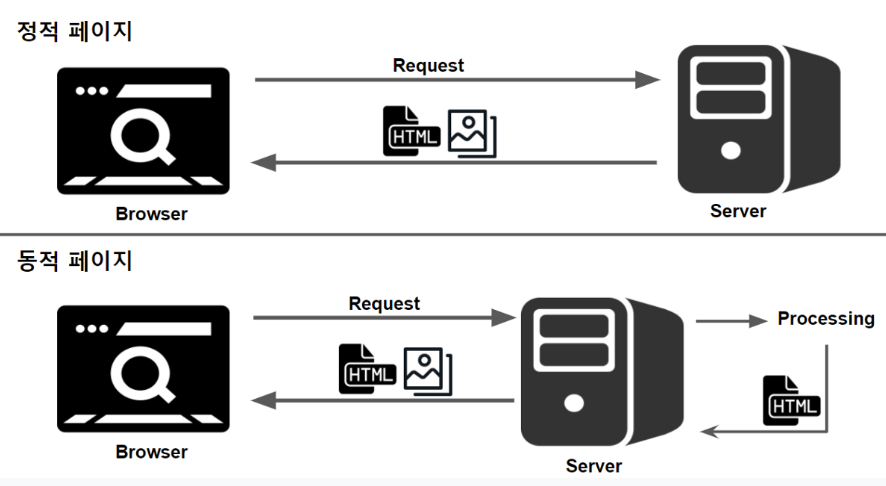 정적 페이지
Request
HTML
Browser
Server
동적 페이지
Request
Processing
HTML
HTML
Browser
Server